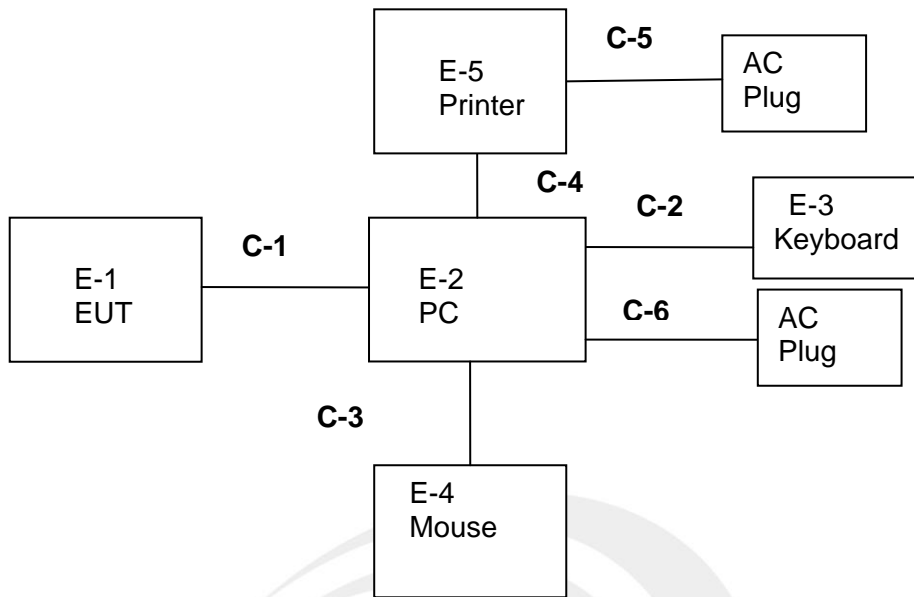 C-5
E-5
Printer
AC
Plug
C-4
C-2
E-3
Keyboard
C-1
E-1
EUT
E-2
PC
C-6
AC
Plug
C-3
E-4
Mouse